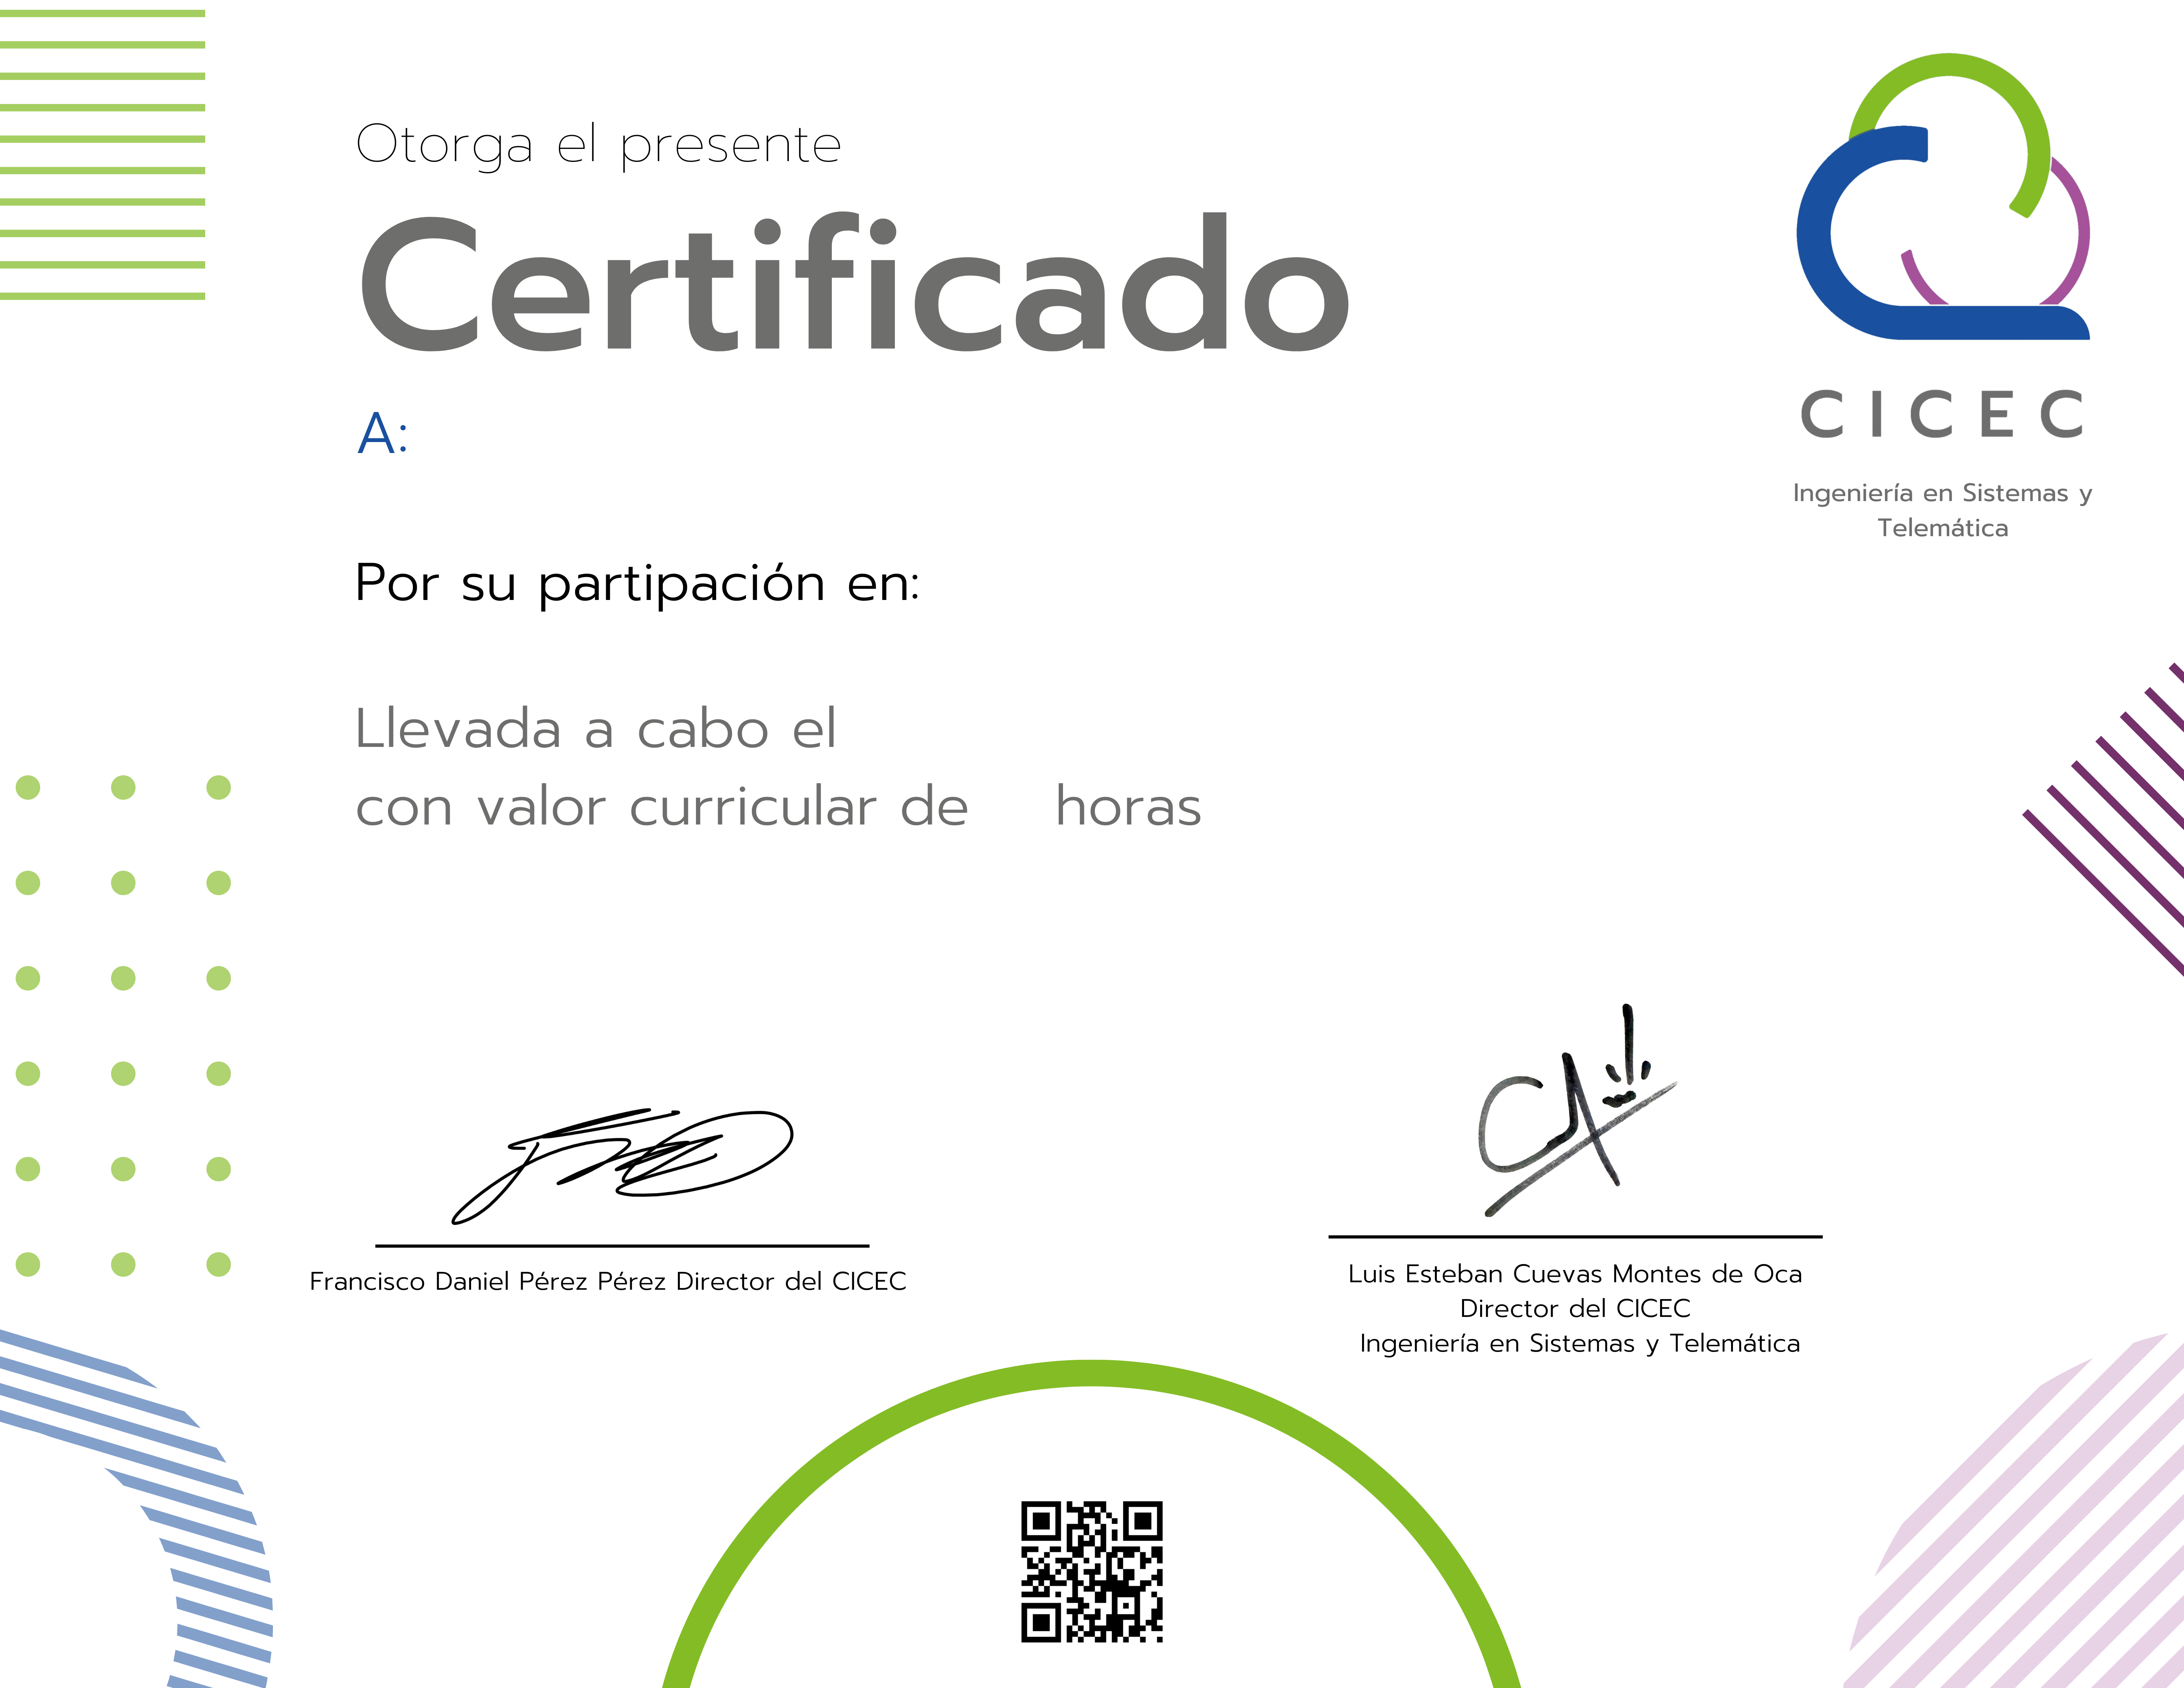 Otorga el presente
Certificado
A:
CICEC
Ingeniería en Sistemas y
Telemática
Por su partipación en:
Llevada a cabo el
con valor curricular de horas
Francisco Daniel Pérez Pérez Director del CICEC
Luis Esteban Cuevas Montes de Oca
Director del CICEC
Ingeniería en Sistemas y Telemática